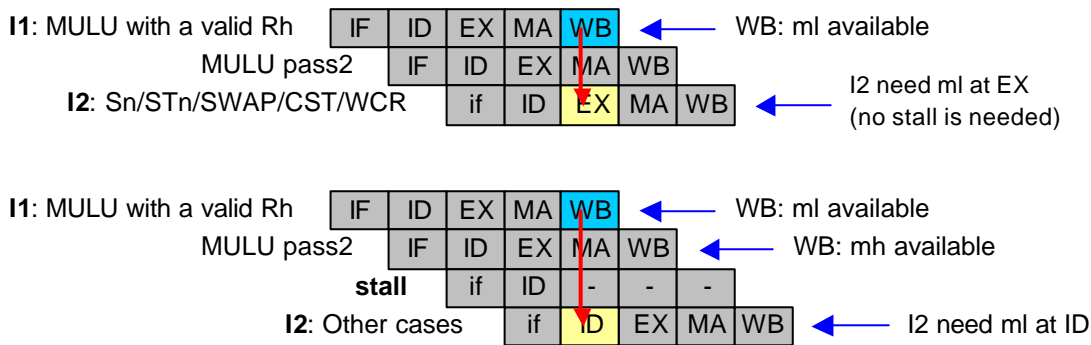 I1: MULU with a valid Rh IF ID EX MA WB WB: ml available
MULU pass2 IF ID EX MA WB
I2: Sn/STn/SWAP/CST/WCR if ID EX MA WB I2 need ml at EX
(no stall is needed)
I1: MULU with a valid Rh IF ID EX MA WB WB: ml available
MULU pass2 IF ID EX MA WB WB: mh available
stall if ID - - -
I2: Other cases if ID EX MA WB I2 need ml at ID